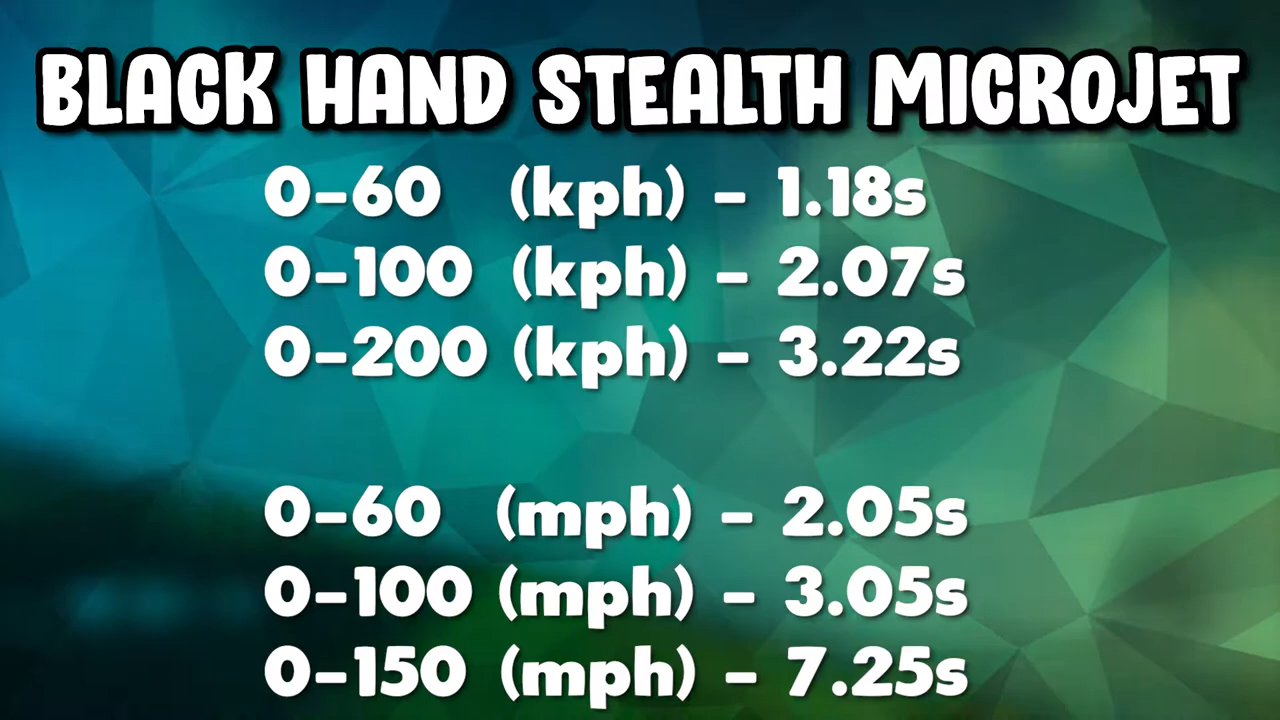 BLACK HAND STEALTH MICROJET
0-60 (kph) - 1.18s
0-100 (kph) - 2.07s
0-200 (kph) - 3.22s
0-60 (mph) - 2.05s
0-100 (mph) - 3.05s
0-150 (mph) - 7.25s